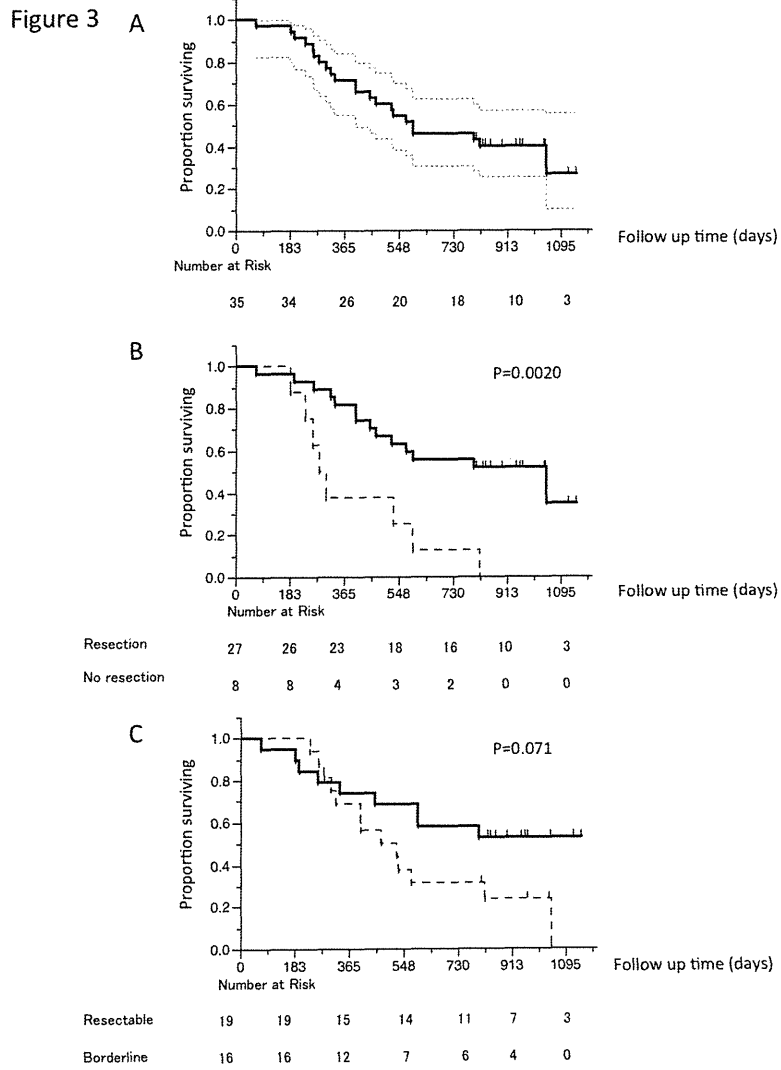 Figure 3
A
Proportion surviving
1.0
0.8
0.6
0.4
0.2
0.0
0 183 365 548 730 913 1095
Follow up time (days)
Number at Risk
35 34 26 20 18 10 3
B
P=0.0020
Proportion surviving
1.0
0.8
0.6
0.4
0.2
0.0
0 183 365 548 730 913 1095
Follow up time (days)
Number at Risk
Resection 27 26 23 18 16 10 3
No resection 8 8 4 3 2 0 0
C
P=0.071
Proportion surviving
1.0
0.8
0.6
0.4
0.2
0.0
0 183 365 548 730 913 1095
Follow up time (days)
Number at Risk
Resectable 19 19 15 14 11 7 3
Borderline 16 16 12 7 6 4 0